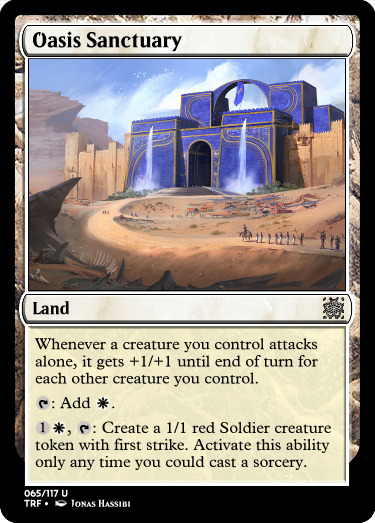 Oasis Sanctuary
Land
Whenever a creature you control attacks
alone, it gets +1/+1 until end of turn for
each other creature you control.
: Add .
1 , : Create a 1/1 red Soldier creature
token with first strike. Activate this ability
only any time you could cast a sorcery.
065/117 U
TRF • Jonas Hassibi